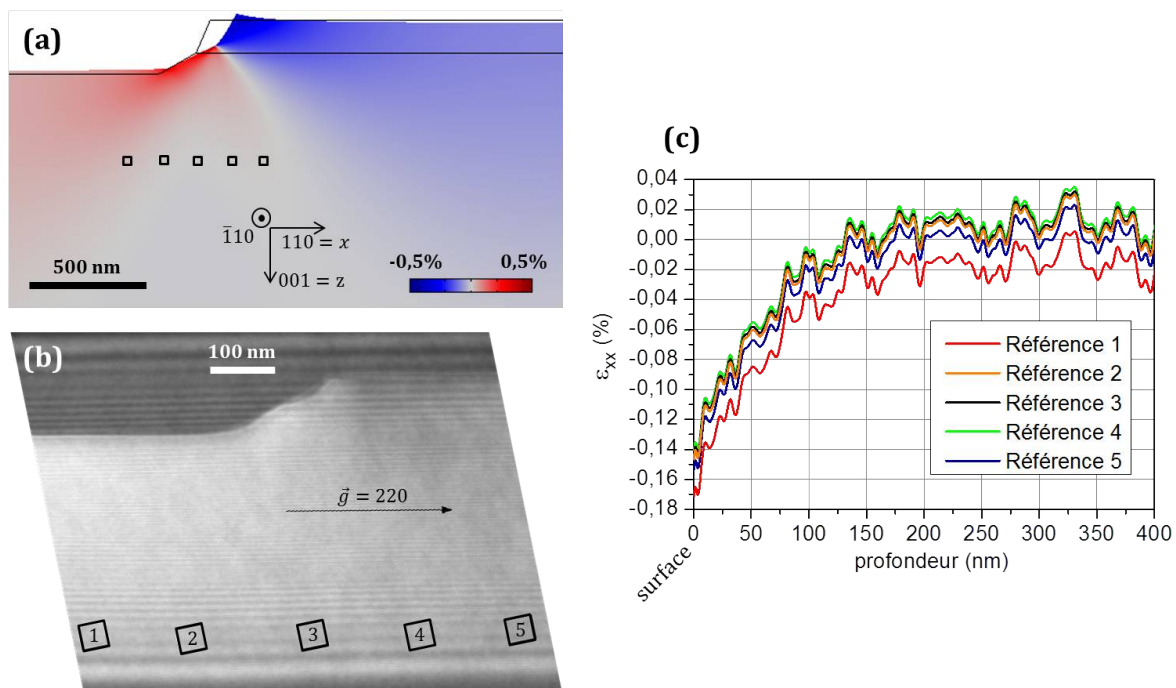 (a)
1̅10
110 = x
001 = z
500 nm
-0,5%
0,5%
(b)
100 nm
g⃗ = 220
1
2
3
4
5
(c)
0,04
0,02
0,00
-0,02
-0,04
-0,06
-0,08
-0,10
-0,12
-0,14
-0,16
-0,18
εxx (%)
Référence 1
Référence 2
Référence 3
Référence 4
Référence 5
0 50 100 150 200 250 300 350 400
surface
profondeur (nm)